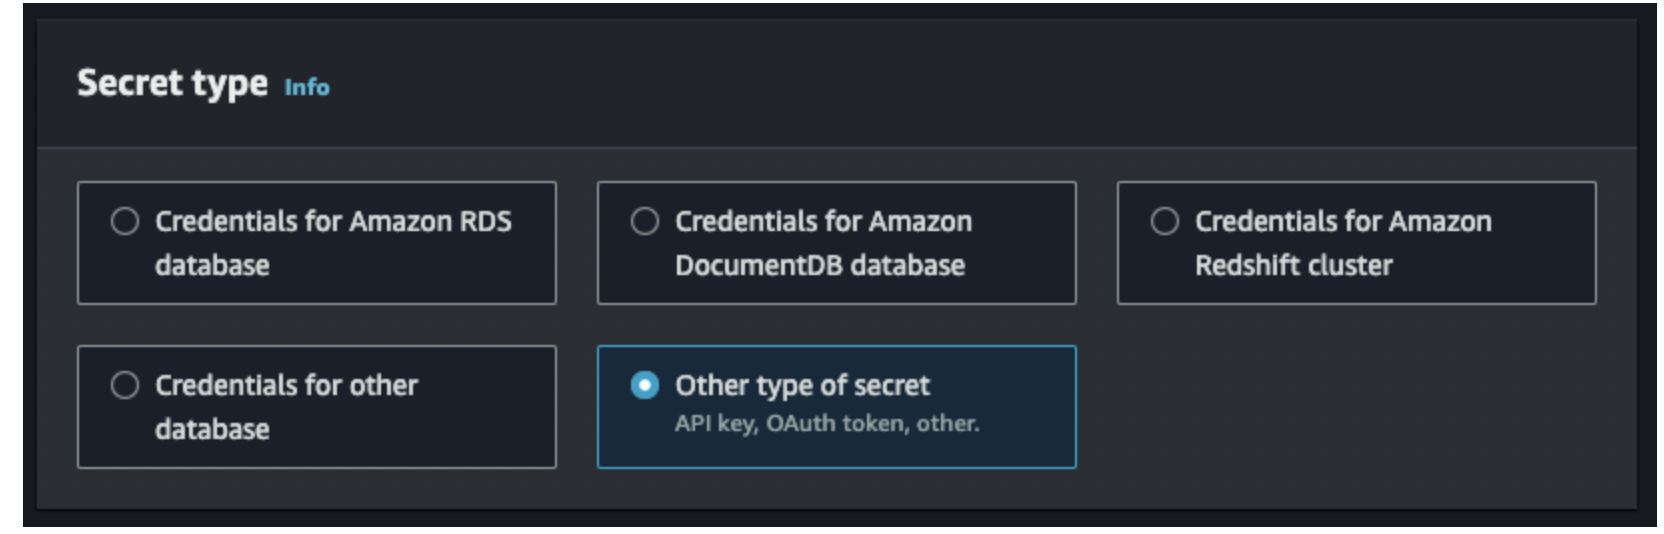 Secret type Info
Credentials for Amazon RDS
database
Credentials for Amazon
DocumentDB database
Credentials for Amazon
Redshift cluster
Credentials for other
database
Other type of secret
API key, OAuth token, other.